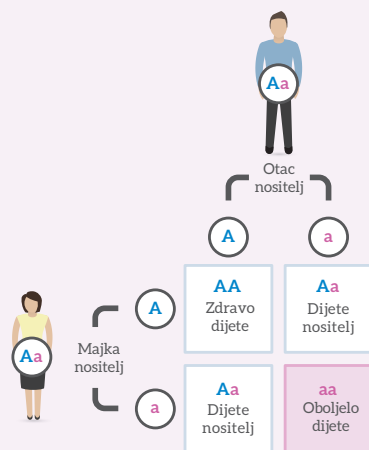 Aa
Otac
nositelj
A
a
AA
Zdravo
dijete
Aa
Dijete
nositelj
Aa
Majka
nositelj
A
a
Aa
Dijete
nositelj
aa
Oboljelo
dijete